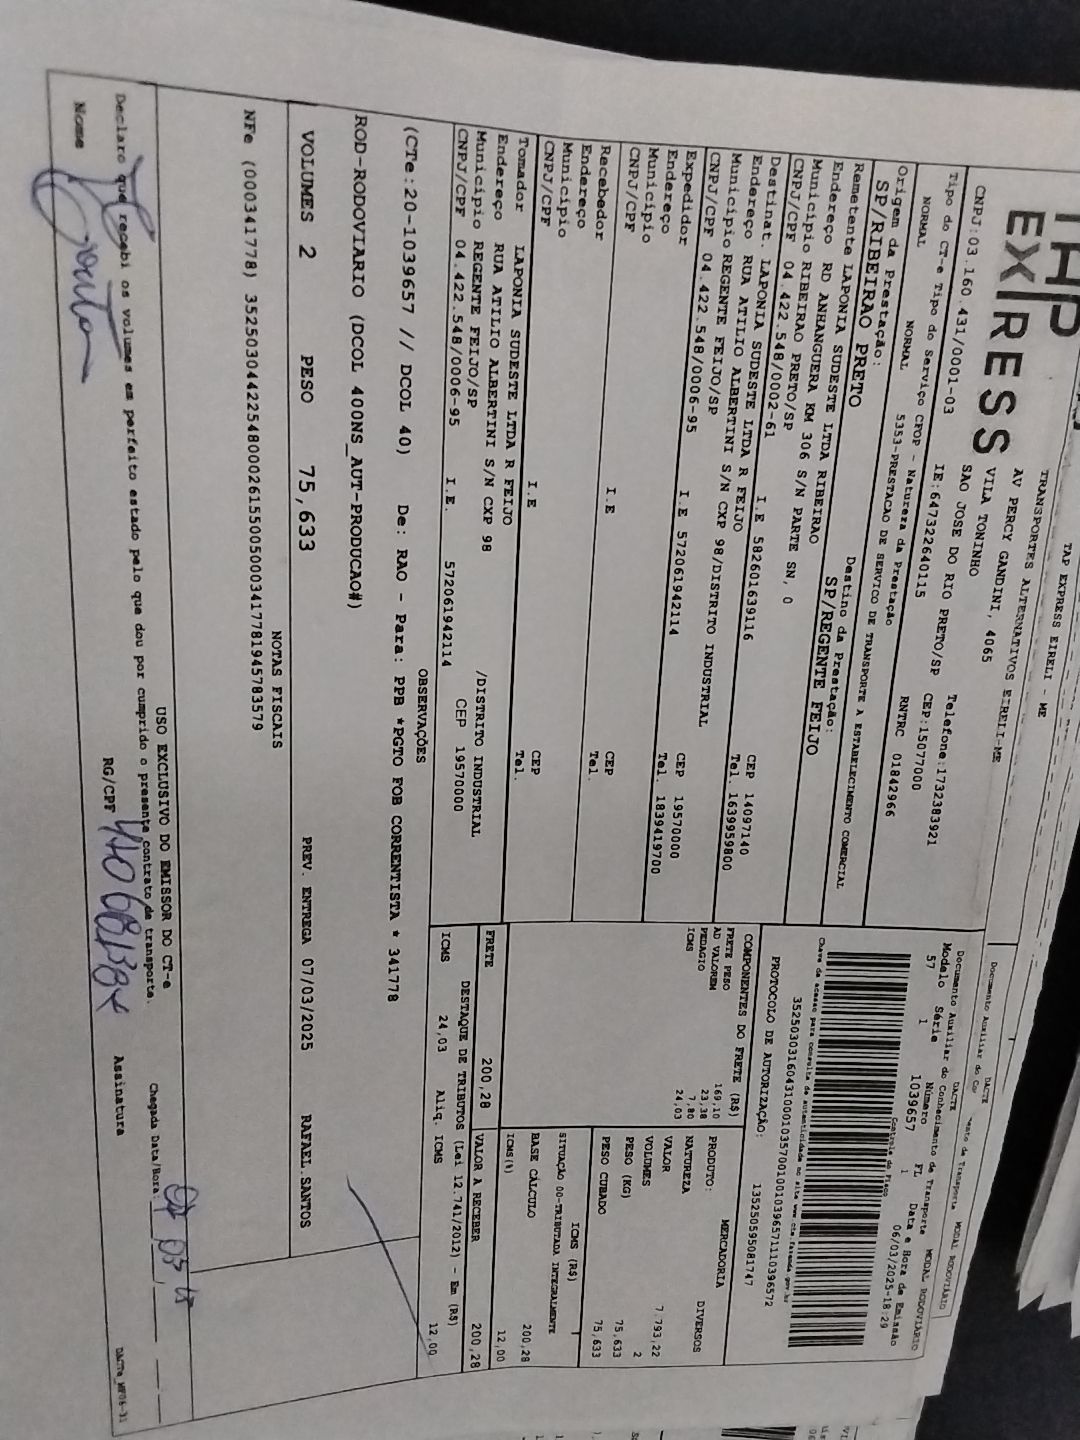 TAP EXPRESS EIRELI - ME
TRANSPORTES ALTERNATIVOS EIRELI-ME
EXPRESS
AV PERCY GANDINI, 4065
VILA TONINHO
SAO JOSE DO RIO PRETO/SP
Telefone:1732383921
CNPJ:03.160.431/0001-03 IE:647322640115 CEP:15077000
Tipo do CT-e Tipo do Serviço CFOP - Natureza da Prestação RNTRC 01842966
NORMAL NORMAL 5353-PRESTACAO DE SERVICO DE TRANSPORTE A ESTABELECIMENTO COMERCIAL
Origem da Prestação: Destino da Prestação:
SP/RIBEIRAO PRETO SP/REGENTE FEIJO
Remetente LAPONIA SUDESTE LTDA RIBEIRAO
Endereço RD ANHANGUERA KM 306 S/N PARTE SN, 0
Município RIBEIRAO PRETO/SP CEP 14097140
CNPJ/CPF 04.422.548/0002-61 I.E 582601639116 Tel. 1639959800
Destinat. LAPONIA SUDESTE LTDA R FEIJO
Endereço RUA ATILIO ALBERTINI S/N CXP 98/DISTRITO INDUSTRIAL
Município REGENTE FEIJO/SP CEP 19570000
CNPJ/CPF 04.422.548/0006-95 I.E 572061942114 Tel. 1839419700
Expedidor
Endereço
Município CEP
CNPJ/CPF I.E Tel.
Recebedor
Endereço
Município CEP
CNPJ/CPF I.E Tel.
Tomador LAPONIA SUDESTE LTDA R FEIJO
Endereço RUA ATILIO ALBERTINI S/N CXP 98 /DISTRITO INDUSTRIAL
Município REGENTE FEIJO/SP CEP 19570000
CNPJ/CPF 04.422.548/0006-95 I.E. 572061942114
DACTE MODAL RODOVIÁRIO
Documento Auxiliar do Conhecimento de Transporte
Modelo Série Número FL Data e Hora de Emissão
57 1 1039657 1 06/03/2025-18:29
Controle do Fisco
Chave de acesso para consulta de autenticidade no site www.cte.fazenda.gov.br
35250303160431000103570010010396571110396572
PROTOCOLO DE AUTORIZAÇÃO: 135250595081747
COMPONENTES DO FRETE (R$)
FRETE PESO 169,10
AD VALOREM 23,38
PEDAGIO 7,80
ICMS 24,03
MERCADORIA
PRODUTO: DIVERSOS
NATUREZA
VALOR 7.793,22
VOLUMES 2
PESO (KG) 75,633
PESO CUBADO 75,633
ICMS (R$)
SITUAÇÃO 00-TRIBUTADA INTEGRALMENTE
BASE CÁLCULO 200,28
ICMS(%) 12,00
FRETE 200,28 VALOR A RECEBER 200,28
DESTAQUE DE TRIBUTOS (Lei 12.741/2012) - Em (R$)
ICMS 24,03 Aliq. ICMS 12,00
OBSERVAÇÕES
(CTe:20-1039657 // DCOL 40) De: RAO - Para: PPB *PGTO FOB CORRENTISTA * 341778
ROD-RODOVIARIO (DCOL 400NS_AUT-PRODUCAO#)
VOLUMES 2 PESO 75,633 PREV. ENTREGA 07/03/2025 RAFAEL.SANTOS
NOTAS FISCAIS
NFe (000341778) 35250304422548000261550050003417781945783579
USO EXCLUSIVO DO EMISSOR DO CT-e
Declaro que recebi os volumes em perfeito estado pelo que dou por cumprido o presente contrato de transporte.
Chegada Data/Hora:
Nome RG/CPF Assinatura
DACTe_MF06-31